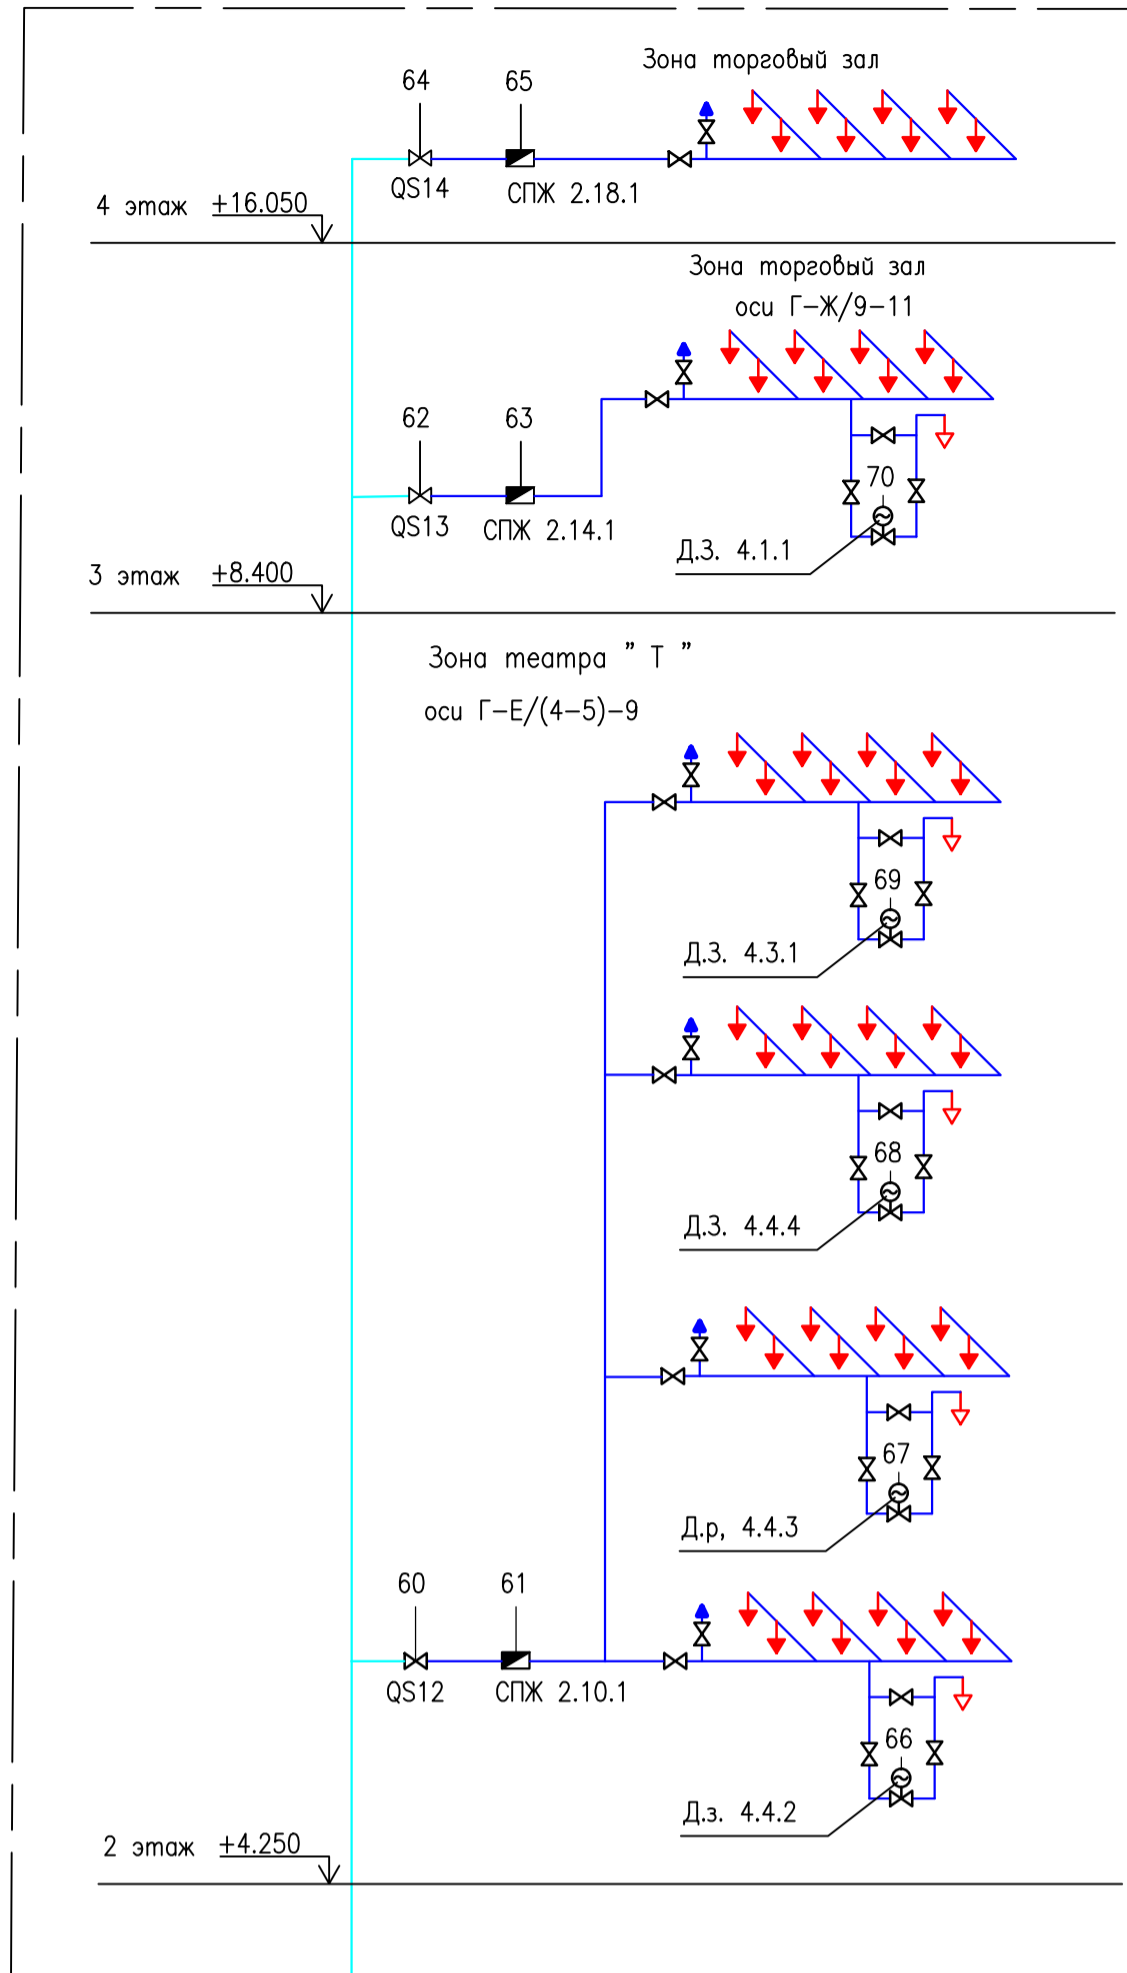 Зона торговый зал
64
65
QS14
СПЖ 2.18.1
4 этаж +16.050
Зона торговый зал
оси Г-Ж/9-11
62
63
QS13
СПЖ 2.14.1
70
Д.З. 4.1.1
3 этаж +8.400
Зона театра " Т "
оси Г-Е/(4-5)-9
69
Д.З. 4.3.1
68
Д.З. 4.4.4
67
Д.р, 4.4.3
60
61
QS12
СПЖ 2.10.1
66
Д.з. 4.4.2
2 этаж +4.250